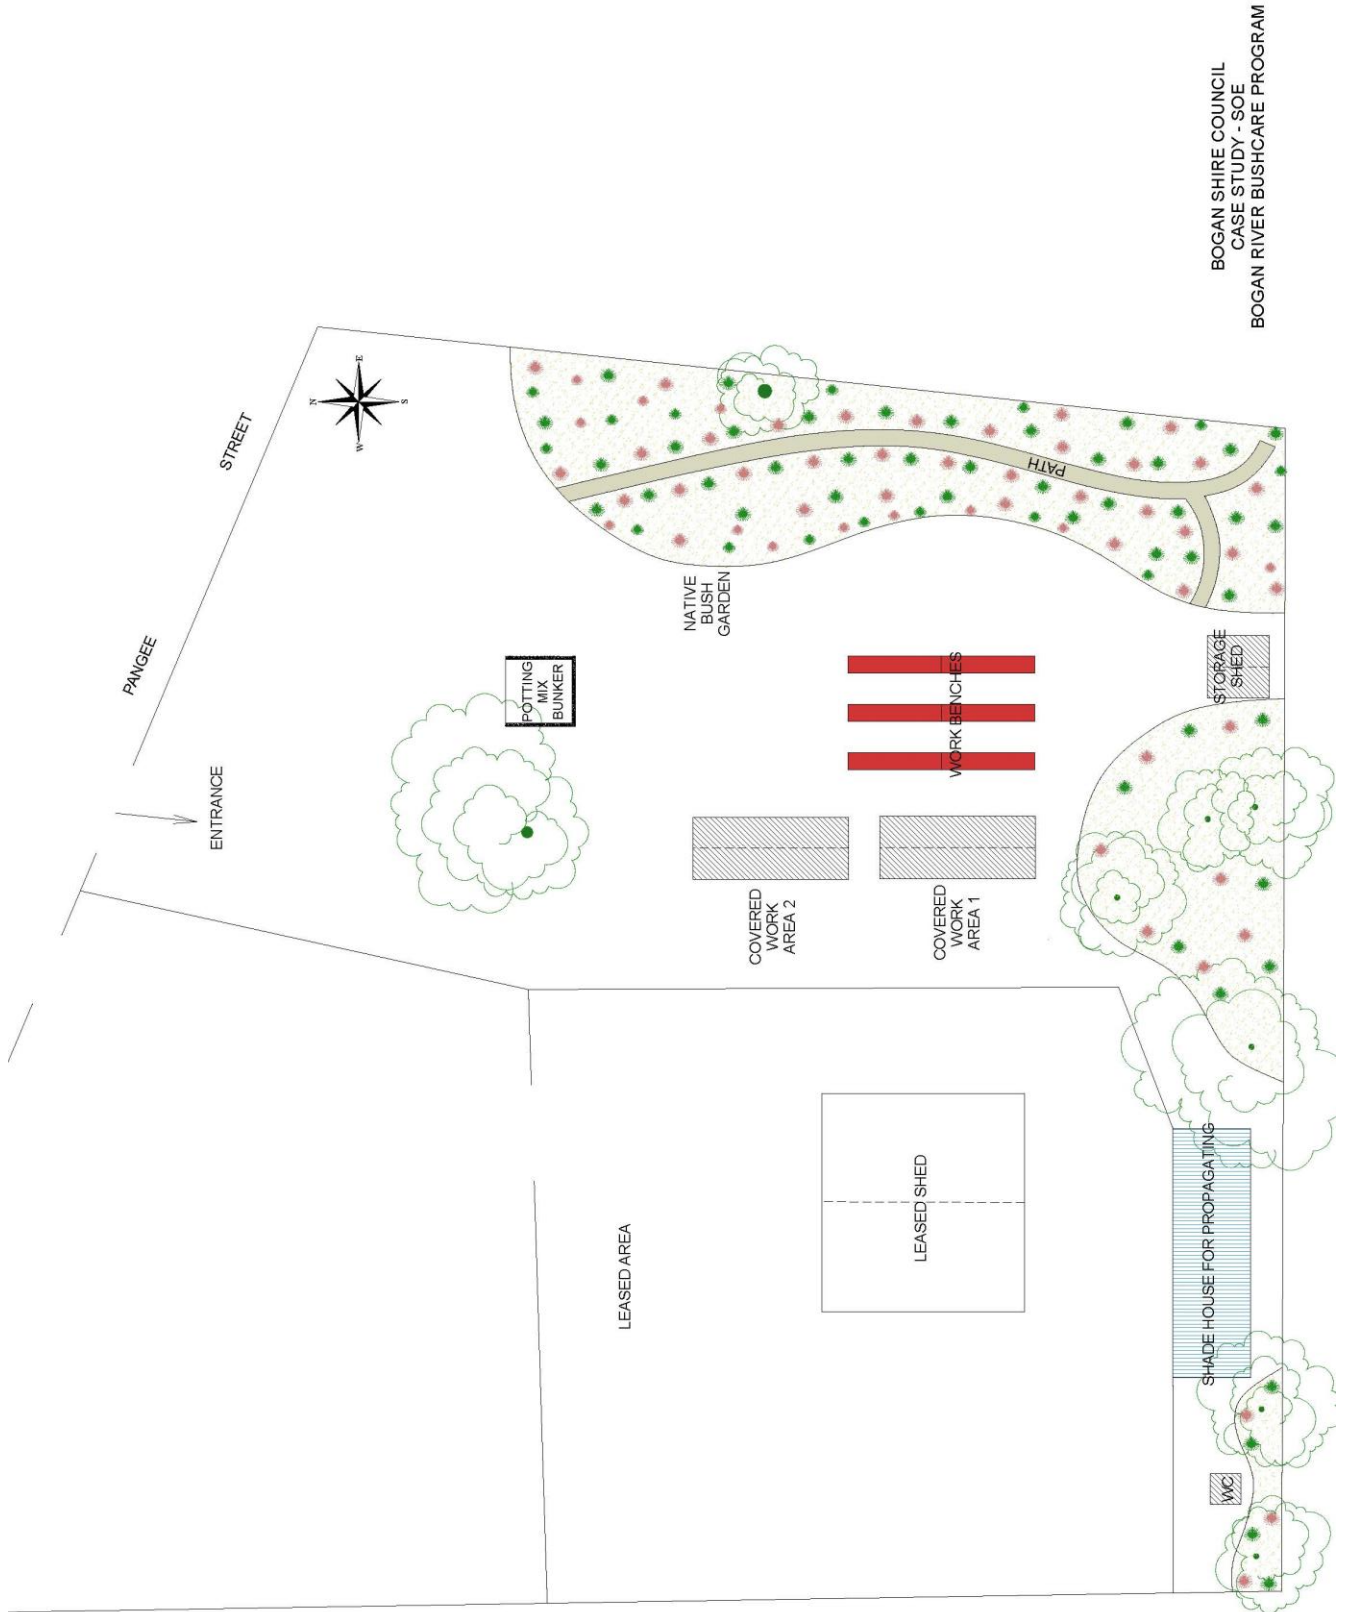 BOGAN SHIRE COUNCIL
CASE STUDY - SOE
BOGAN RIVER BUSHCARE PROGRAM
PANGEE
STREET
N
E
S
W
ENTRANCE
POTTING
MIX
BUNKER
NATIVE
BUSH
GARDEN
PATH
WORK BENCHES
STORAGE
SHED
COVERED
WORK
AREA 2
COVERED
WORK
AREA 1
LEASED AREA
LEASED SHED
SHADE HOUSE FOR PROPAGATING
WC